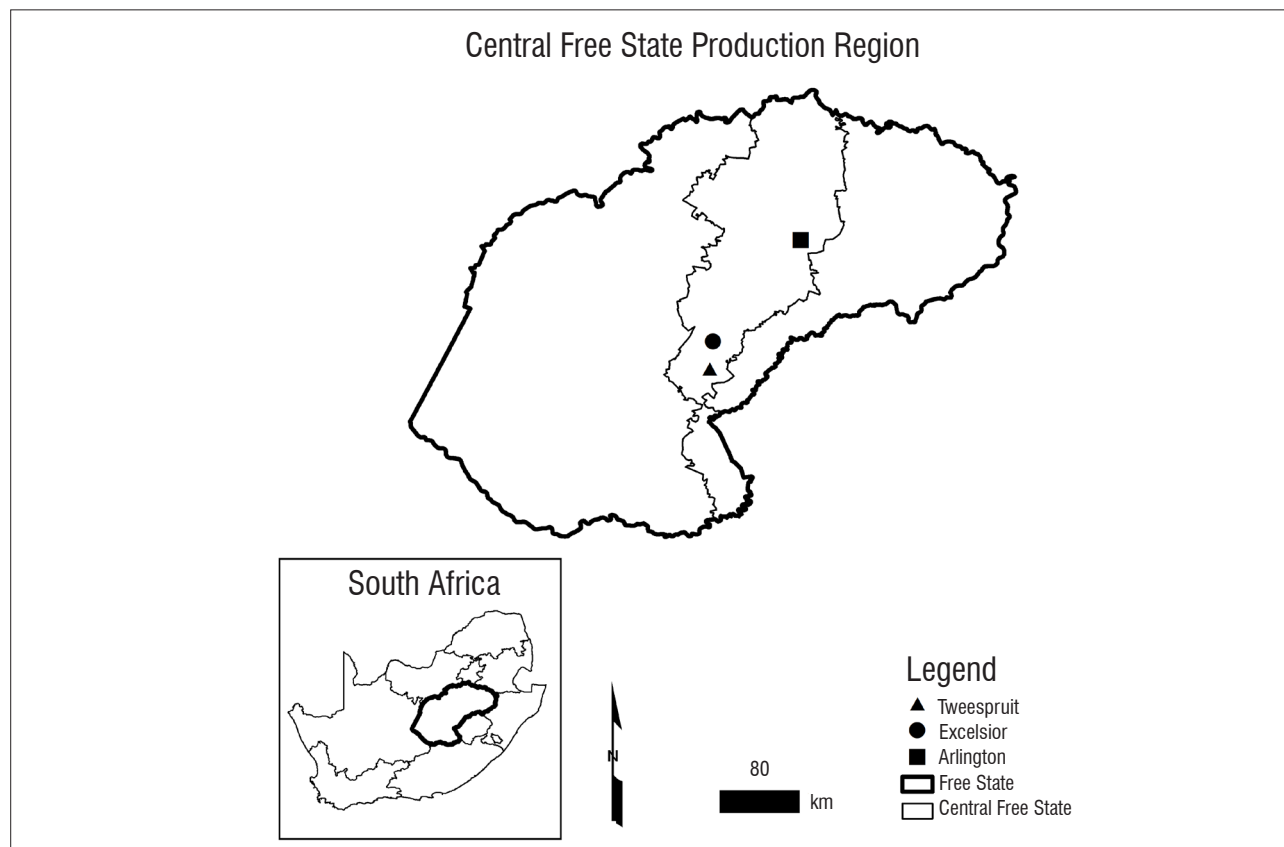 Central Free State Production Region
South Africa
N
80
km
Legend
Tweespruit
Excelsior
Arlington
Free State
Central Free State